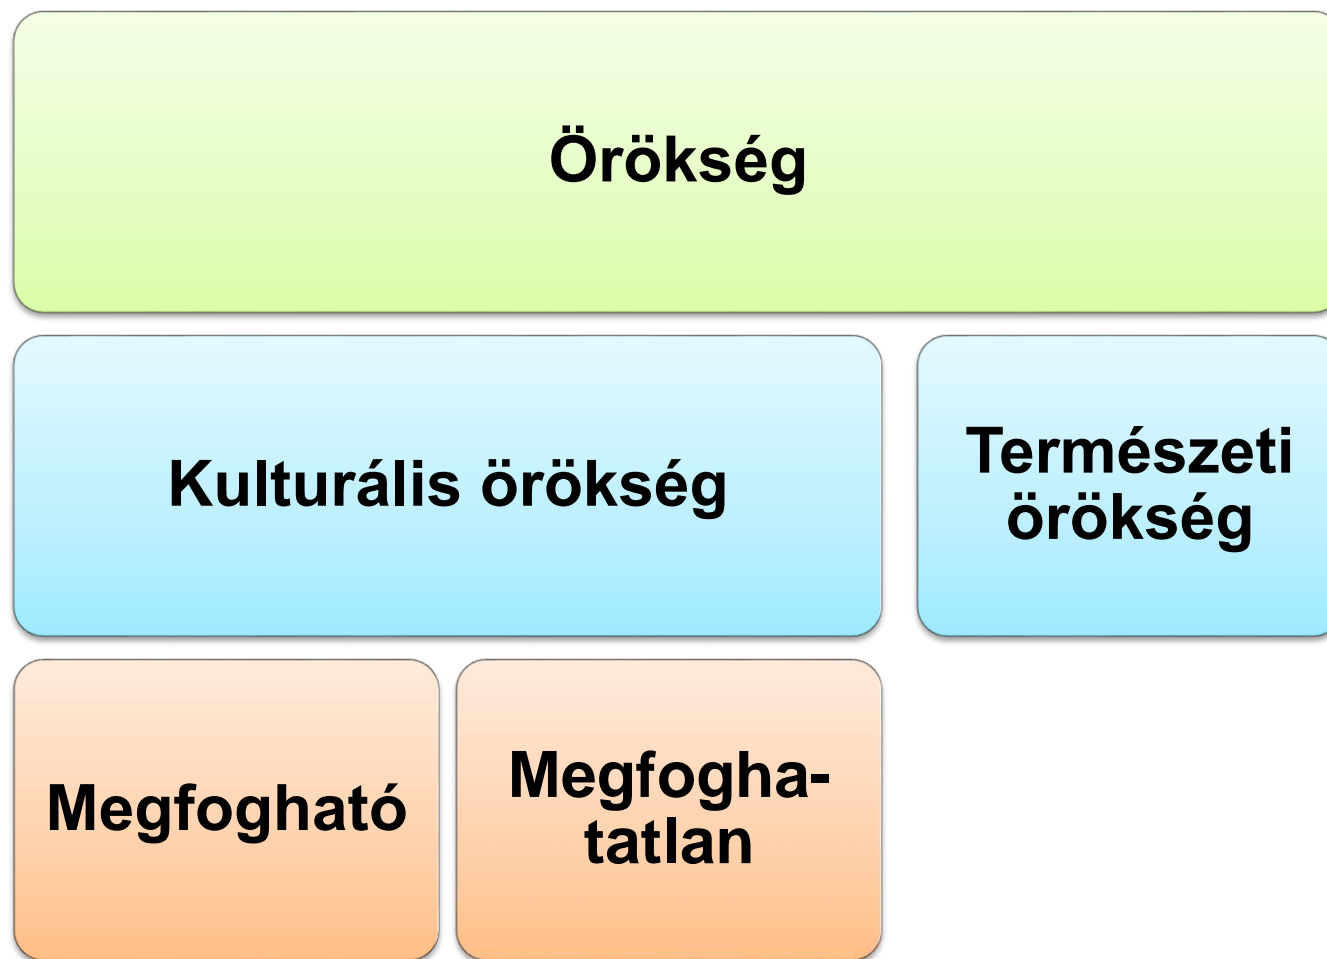 Örökség
Kulturális örökség
Természeti
örökség
Megfogható
Megfogha-
tatlan